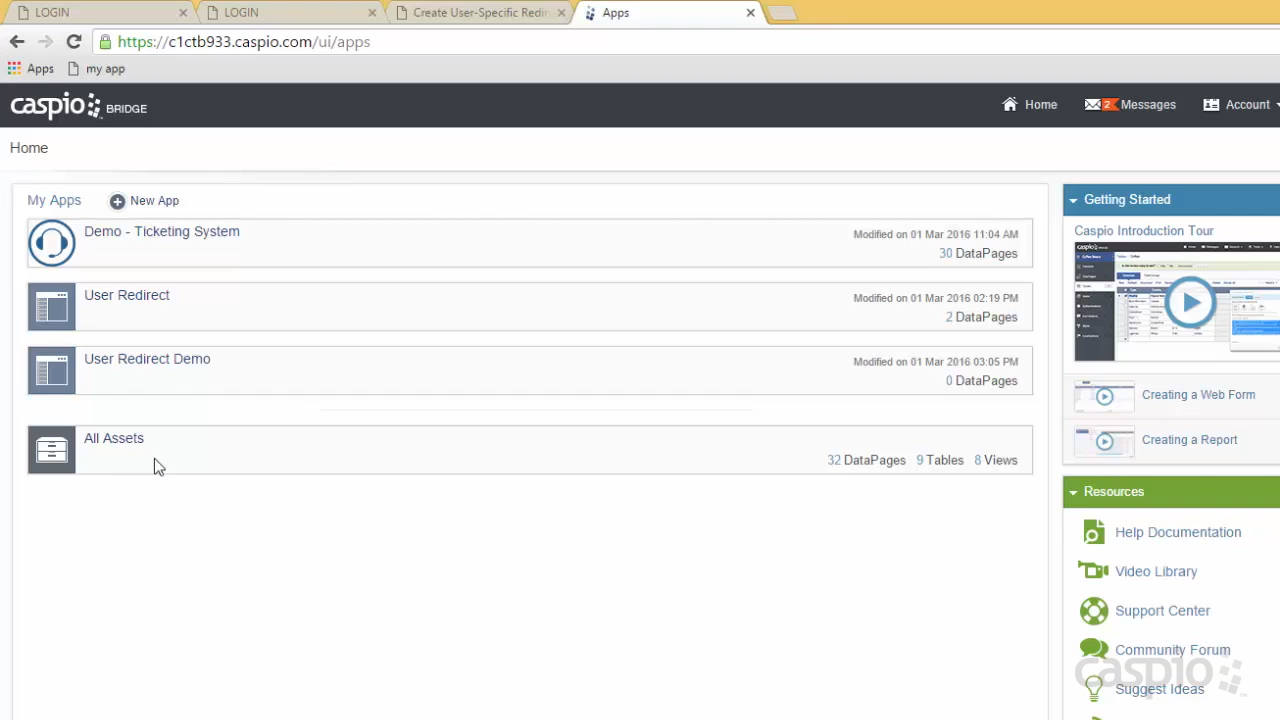 LOGIN
LOGIN
Create User-Specific Redir
Apps
https://c1ctb933.caspio.com/ui/apps
Apps
my app
caspio BRIDGE
Home
2 Messages
Account
Home
My Apps
New App
Demo - Ticketing System
Modified on 01 Mar 2016 11:04 AM
30 DataPages
User Redirect
Modified on 01 Mar 2016 02:19 PM
2 DataPages
User Redirect Demo
Modified on 01 Mar 2016 03:05 PM
0 DataPages
All Assets
32 DataPages 9 Tables 8 Views
Getting Started
Caspio Introduction Tour
Creating a Web Form
Creating a Report
Resources
Help Documentation
Video Library
Support Center
Community Forum
caspio
Suggest Ideas